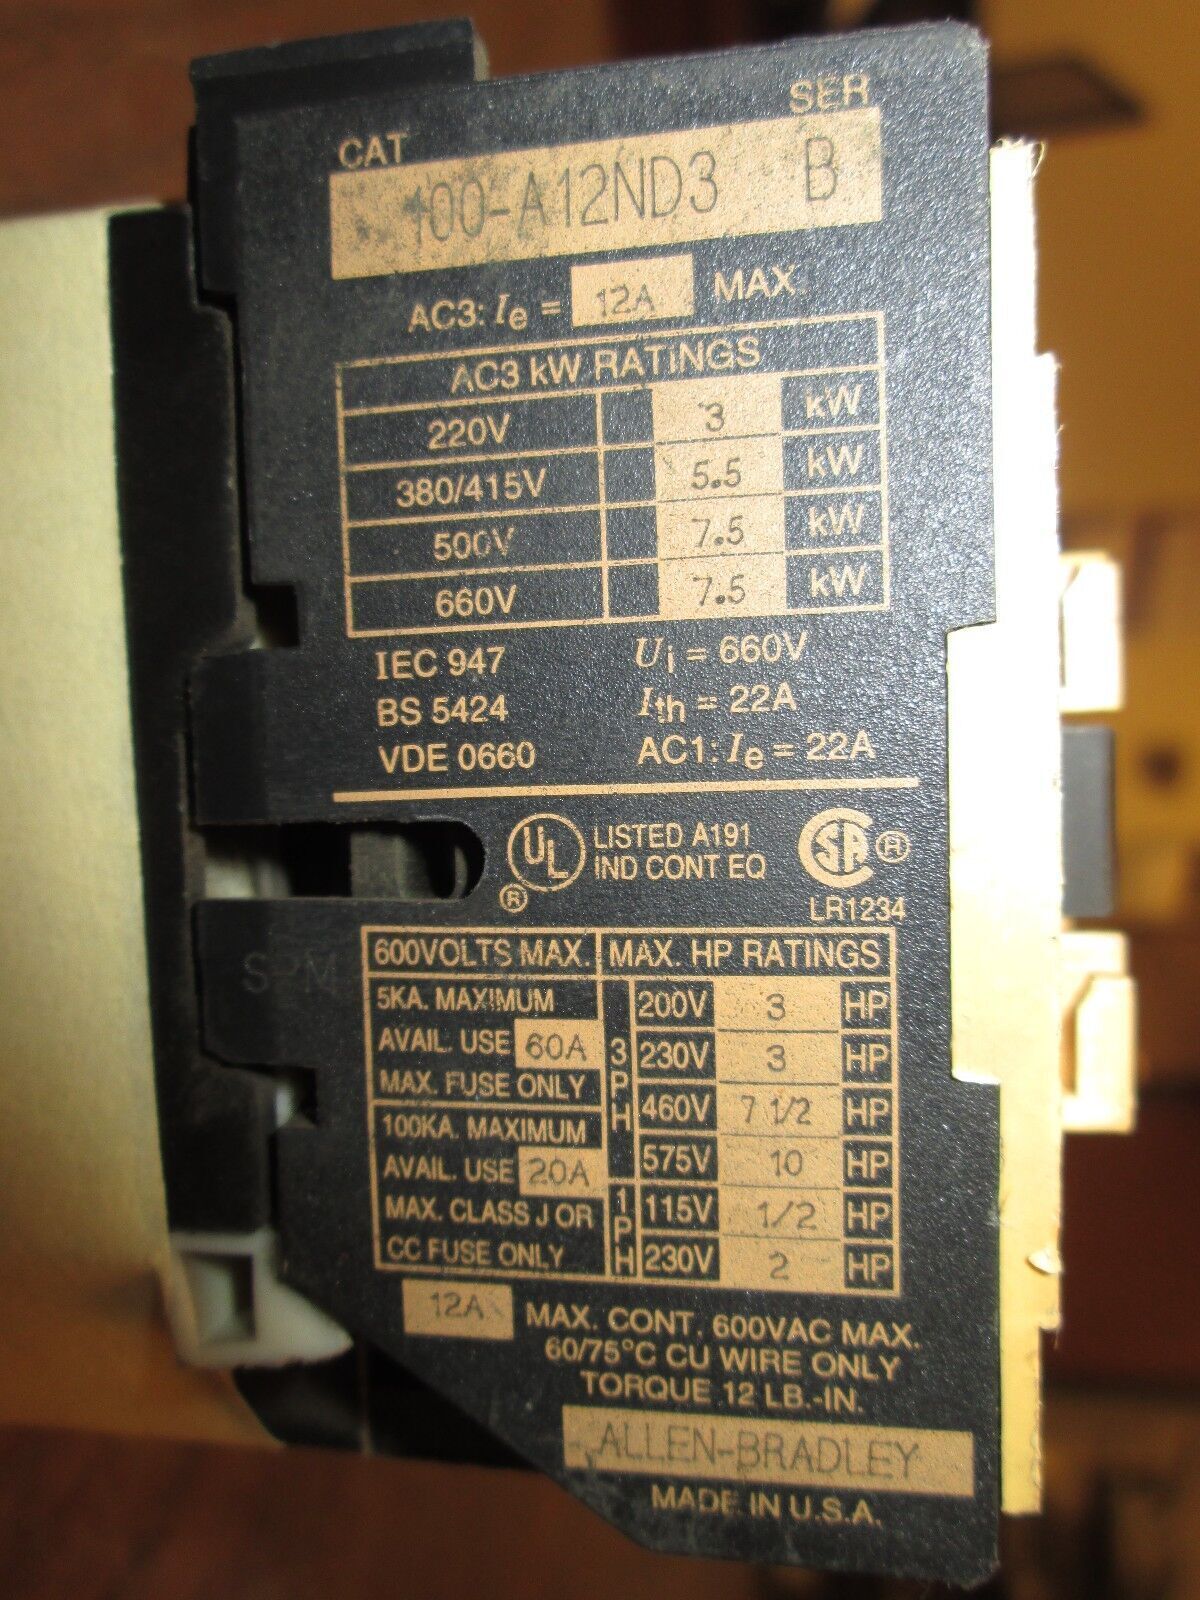 CAT SER
100-A12ND3 B
AC3: Ie = 12A MAX
AC3 kW RATINGS
220V 3 kW
380/415V 5.5 kW
500V 7.5 kW
660V 7.5 kW
IEC 947 Ui = 660V
BS 5424 Ith = 22A
VDE 0660 AC1: Ie = 22A
UL ® LISTED A191
IND CONT EQ
SA ®
LR1234
SPM
600VOLTS MAX. MAX. HP RATINGS
5KA. MAXIMUM
AVAIL. USE 60A
MAX. FUSE ONLY
100KA. MAXIMUM
AVAIL. USE 20A
MAX. CLASS J OR
CC FUSE ONLY
3PH
200V 3 HP
230V 3 HP
460V 7 1/2 HP
575V 10 HP
1PH
115V 1/2 HP
230V 2 HP
12A MAX. CONT. 600VAC MAX.
60/75°C CU WIRE ONLY
TORQUE 12 LB.-IN.
ALLEN-BRADLEY
MADE IN U.S.A.